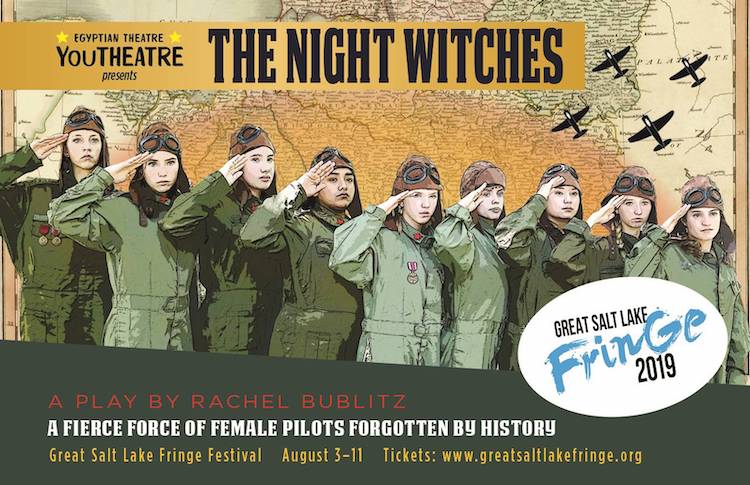 EGYPTIAN THEATRE
YOUTHEATRE
presents
THE NIGHT WITCHES
GREAT SALT LAKE
FRINGE
2019
A PLAY BY RACHEL BUBLITZ
A FIERCE FORCE OF FEMALE PILOTS FORGOTTEN BY HISTORY
Great Salt Lake Fringe Festival August 3–11 Tickets: www.greatsaltlakefringe.org